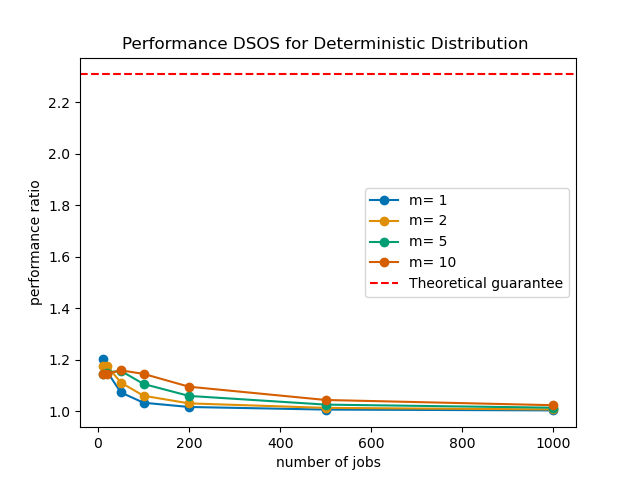 Performance DSOS for Deterministic Distribution
performance ratio
2.2
2.0
1.8
1.6
1.4
1.2
1.0
m= 1
m= 2
m= 5
m= 10
Theoretical guarantee
0 200 400 600 800 1000
number of jobs